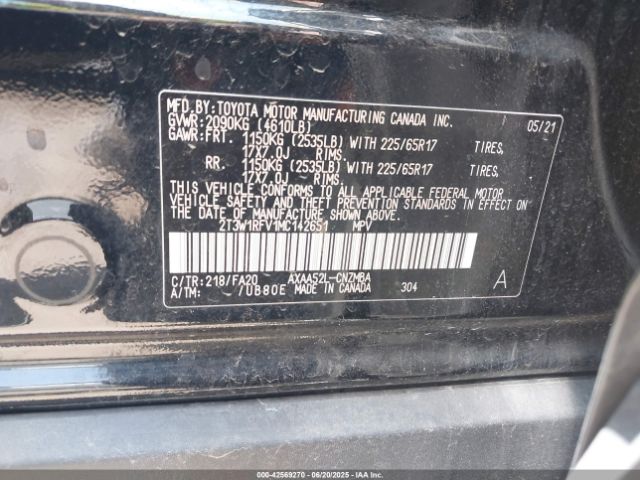 MFD.BY:TOYOTA MOTOR MANUFACTURING CANADA INC. 05/21
GVWR:2090KG (4610LB)
GAWR:FRT. 1150KG (2535LB) WITH 225/65R17 TIRES,
17X7.0J RIMS.
RR. 1150KG (2535LB) WITH 225/65R17 TIRES,
17X7.0J RIMS.
THIS VEHICLE CONFORMS TO ALL APPLICABLE FEDERAL MOTOR
VEHICLE SAFETY AND THEFT PREVENTION STANDARDS IN EFFECT ON
THE DATE OF MANUFACTURE SHOWN ABOVE.
2T3W1RFV1MC142651 MPV
C/TR:218/FA20 AXAA52L-CNZMBA A
A/TM: -/UB80E MADE IN CANADA 304
000-42569270 06/20/2025 - IAAI.COM